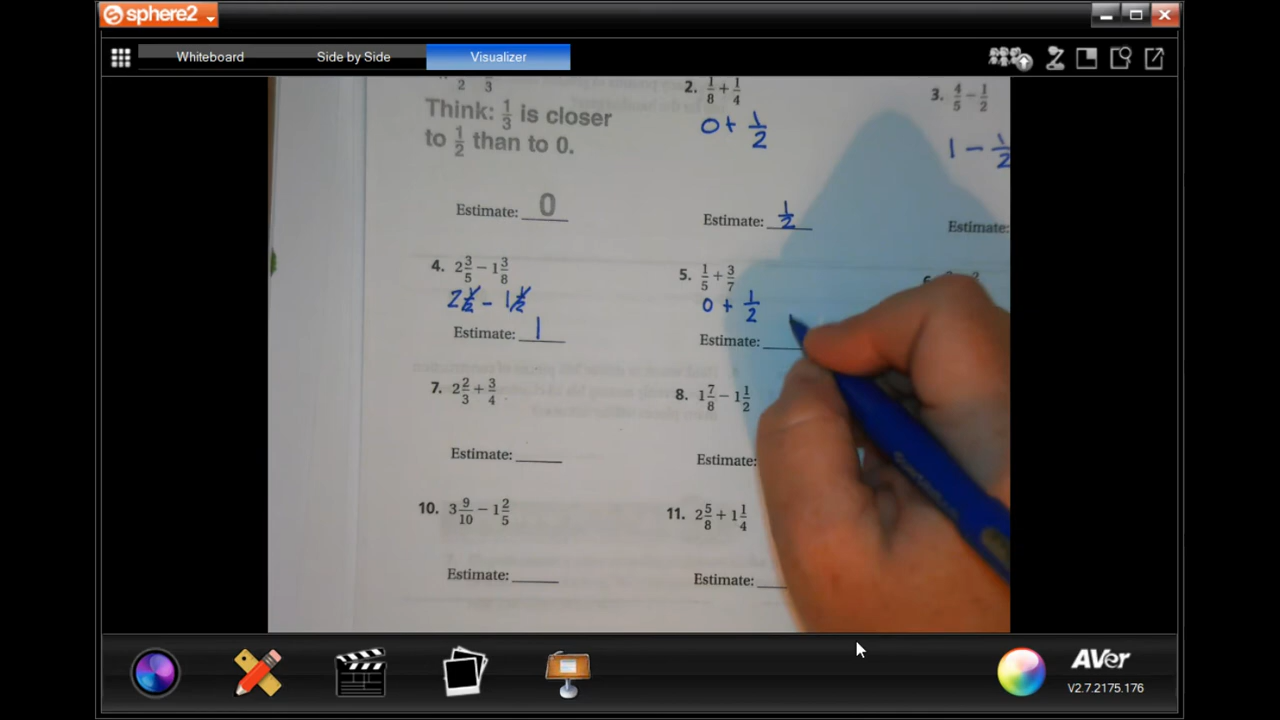 sphere2
Whiteboard Side by Side Visualizer
2 3
Think: 1/3 is closer
to 1/2 than to 0.
Estimate: 0
2. 1/8 + 1/4
0 + 1/2
Estimate: 1/2
3. 4/5 - 1/2
1 - 1/2
Estimate:
4. 2 3/5 - 1 3/8
2 1/2 - 1 1/2
Estimate: 1
5. 1/5 + 3/7
0 + 1/2
Estimate:
7. 2 2/3 + 3/4
Estimate:
8. 1 7/8 - 1 1/2
Estimate:
10. 3 9/10 - 1 2/5
Estimate:
11. 2 5/8 + 1 1/4
Estimate:
AVer
V2.7.2175.176